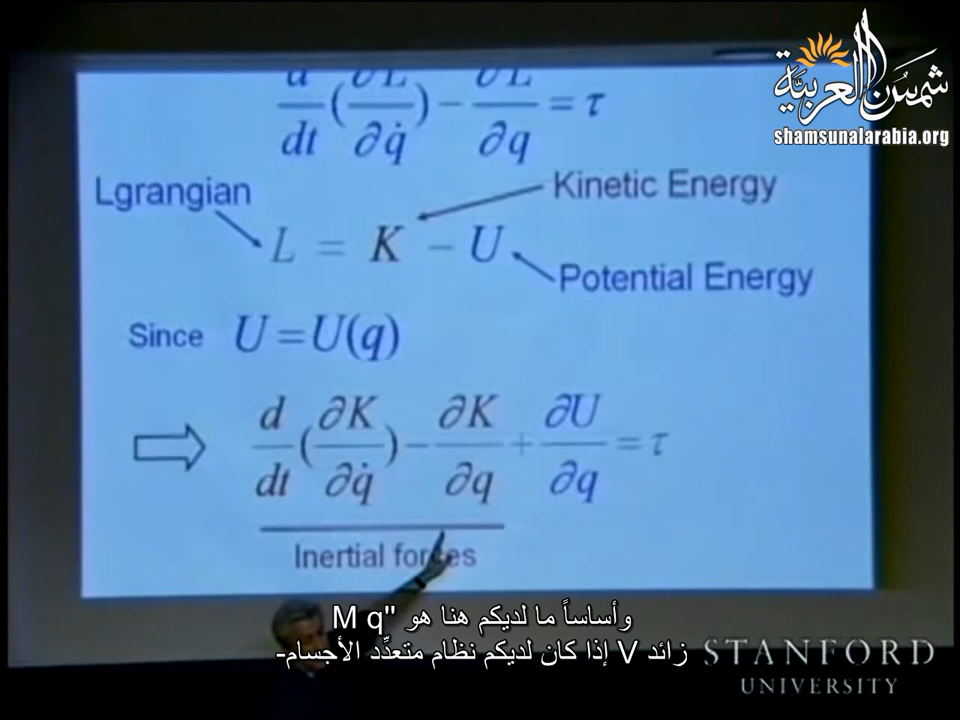 شمس العربية
shamsunalarabia.org
d/dt(∂L/∂q̇) − ∂L/∂q = τ
Lgrangian
Kinetic Energy
L = K − U
Potential Energy
Since U = U(q)
⇨ d/dt(∂K/∂q̇) − ∂K/∂q + ∂U/∂q = τ
Inertial forces
وأساساً ما لديكم هنا هو "M q
زائد V إذا كان لديكم نظام متعدِّد الأجسام-
STANFORD
UNIVERSITY